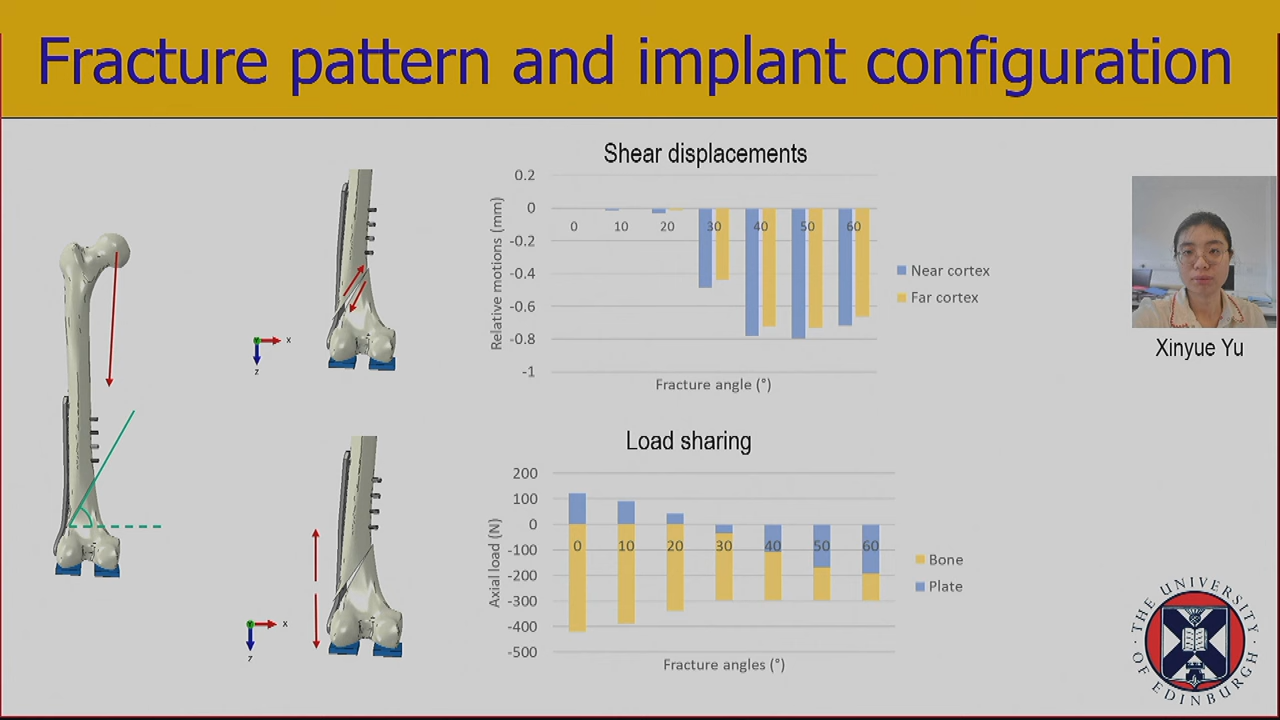 Fracture pattern and implant configuration
Shear displacements
0.2
0
-0.2
-0.4
-0.6
-0.8
-1
Relative motions (mm)
0 10 20 30 40 50 60
Fracture angle (°)
Near cortex
Far cortex
Xinyue Yu
X
Z
Load sharing
200
100
0
-100
-200
-300
-400
-500
Axial load (N)
0 10 20 30 40 50 60
Fracture angles (°)
Bone
Plate
X
Z
Y
THE UNIVERSITY
OF EDINBURGH